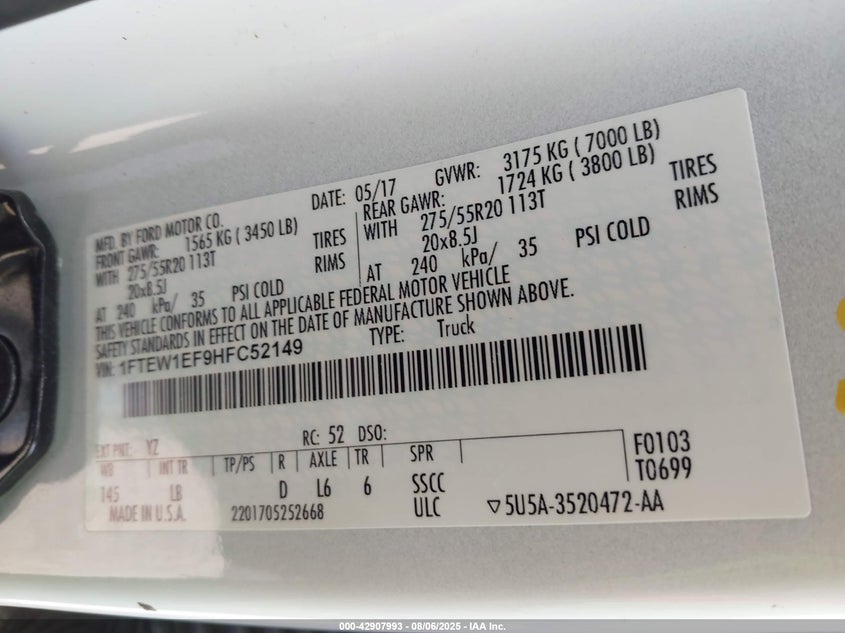 MFD. BY FORD MOTOR CO.
DATE: 05/17 GVWR: 3175 KG ( 7000 LB)
FRONT GAWR: 1565 KG ( 3450 LB)
REAR GAWR: 1724 KG ( 3800 LB)
WITH 275/55R20 113T TIRES
WITH 275/55R20 113T TIRES
20x8.5J RIMS
20x8.5J RIMS
AT 240 kPa/ 35 PSI COLD
AT 240 kPa/ 35 PSI COLD
THIS VEHICLE CONFORMS TO ALL APPLICABLE FEDERAL MOTOR VEHICLE
SAFETY STANDARDS IN EFFECT ON THE DATE OF MANUFACTURE SHOWN ABOVE.
VIN: 1FTEW1EF9HFC52149 TYPE: Truck
EXT PNT: YZ RC: 52 DSO:
WB INT TR TP/PS R AXLE TR SPR F0103
145 LB D L6 6 SSCC T0699
MADE IN U.S.A. 2201705252668 ULC ▽5U5A-3520472-AA
000-42907993 - 08/06/2025 - IAA Inc.